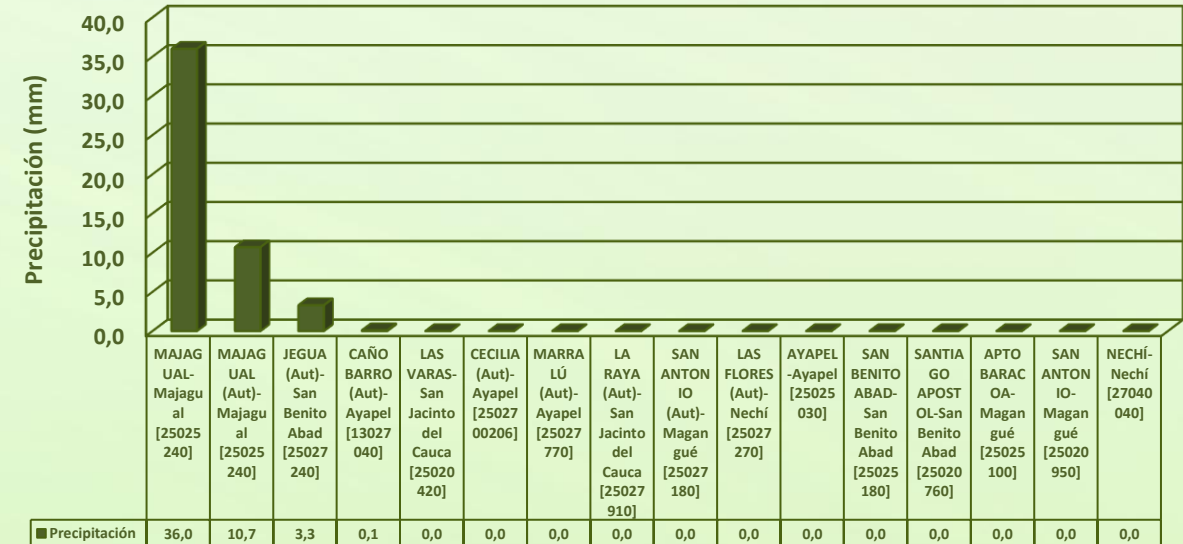 Precipitación (mm)
40,0
35,0
30,0
25,0
20,0
15,0
10,0
5,0
0,0
MAJAG
UAL-
Majagu
al
[25025
240]
MAJAG
UAL
(Aut)-
Majagu
al
[25025
240]
JEGUA
(Aut)-
San
Benito
Abad
[25027
240]
CAÑO
BARRO
(Aut)-
Ayapel
[13027
040]
LAS
VARAS-
San
Jacinto
del
Cauca
[25020
420]
CECILIA
(Aut)-
Ayapel
[25027
00206]
MARRA
LÚ
(Aut)-
Ayapel
[25027
770]
LA
RAYA
(Aut)-
San
Jacinto
del
Cauca
[25027
910]
SAN
ANTON
IO
(Aut)-
Magan
gué
[25027
180]
LAS
FLORES
(Aut)-
Nechí
[25027
270]
AYAPEL
-Ayapel
[25025
030]
SAN
BENITO
ABAD-
San
Benito
Abad
[25025
180]
SANTIA
GO
APOST
OL-San
Benito
Abad
[25020
760]
APTO
BARAC
OA-
Magan
gué
[25025
100]
SAN
ANTON
IO-
Magan
gué
[25020
950]
NECHÍ-
Nechí
[27040
040]
Precipitación 36,0 10,7 3,3 0,1 0,0 0,0 0,0 0,0 0,0 0,0 0,0 0,0 0,0 0,0 0,0 0,0